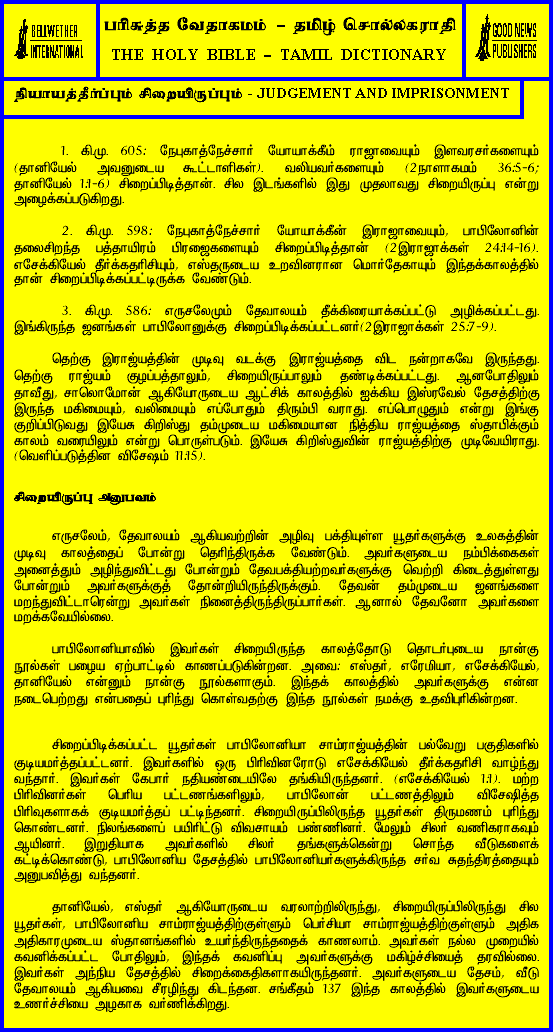 BELLWETHER
INTERNATIONAL
பரிசுத்த வேதாகமம் - தமிழ் சொல்லகராதி
THE HOLY BIBLE - TAMIL DICTIONARY
GOOD NEWS
PUBLISHERS
நியாயத்தீர்ப்பும் சிறையிருப்பும் - JUDGEMENT AND IMPRISONMENT
1. கி.மு. 605: நேபுகாத்நேச்சார் யோயாக்கீம் ராஜாவையும் இளவரசர்களையும்
(தானியேல் அவனுடைய கூட்டாளிகள்). வலியவர்களையும் (2நாளாகமம் 36:5-6;
தானியேல் 1:1-6) சிறைப்பிடித்தான். சில இடங்களில் இது முதலாவது சிறையிருப்பு என்று
அழைக்கப்படுகிறது.
2. கி.மு. 598: நேபுகாத்நேச்சார் யோயாக்கீன் இராஜாவையும், பாபிலோனின்
தலைசிறந்த பத்தாயிரம் பிரஜைகளையும் சிறைப்பிடித்தான் (2இராஜாக்கள் 24:14-16).
எசேக்கியேல் தீர்க்கதரிசியும், எஸ்தருடைய உறவினரான மொர்தேகாயும் இந்தக்காலத்தில்
தான் சிறைப்பிடிக்கப்பட்டிருக்க வேண்டும்.
3. கி.மு. 586: எருசலேமும் தேவாலயம் தீக்கிரையாக்கப்பட்டு அழிக்கப்பட்டது.
இங்கிருந்த ஜனங்கள் பாபிலோனுக்கு சிறைப்பிடிக்கப்பட்டனர்(2இராஜாக்கள் 25:7-9).
தெற்கு இராஜ்யத்தின் முடிவு வடக்கு இராஜ்யத்தை விட நன்றாகவே இருந்தது.
தெற்கு ராஜ்யம் குழப்பத்தாலும், சிறையிருப்பாலும் தண்டிக்கப்பட்டது. ஆனபோதிலும்
தாவீது, சாலொமோன் ஆகியோருடைய ஆட்சிக் காலத்தில் ஐக்கிய இஸ்ரவேல் தேசத்திற்கு
இருந்த மகிமையும், வலிமையும் எப்போதும் திரும்பி வராது. எப்பொழுதும் என்று இங்கு
குறிப்பிடுவது இயேசு கிறிஸ்து தம்முடைய மகிமையான நித்திய ராஜ்யத்தை ஸ்தாபிக்கும்
காலம் வரையிலும் என்று பொருள்படும். இயேசு கிறிஸ்துவின் ராஜ்யத்திற்கு முடிவேயிராது.
(வெளிப்படுத்தின விசேஷம் 11:15).
சிறையிருப்பு அனுபவம்
எருசலேம், தேவாலயம் ஆகியவற்றின் அழிவு பக்தியுள்ள யூதர்களுக்கு உலகத்தின்
முடிவு காலத்தைப் போன்று தெரிந்திருக்க வேண்டும். அவர்களுடைய நம்பிக்கைகள்
அனைத்தும் அழிந்துவிட்டது போன்றும் தேவபக்தியற்றவர்களுக்கு வெற்றி கிடைத்துள்ளது
போன்றும் அவர்களுக்குத் தோன்றியிருந்திருக்கும். தேவன் தம்முடைய ஜனங்களை
மறந்துவிட்டாரென்று அவர்கள் நினைத்திருந்திருப்பார்கள். ஆனால் தேவனோ அவர்களை
மறக்கவேயில்லை.
பாபிலோனியாவில் இவர்கள் சிறையிருந்த காலத்தோடு தொடர்புடைய நான்கு
நூல்கள் பழைய ஏற்பாட்டில் காணப்படுகின்றன. அவை: எஸ்தர், எரேமியா, எசேக்கியேல்,
தானியேல் என்னும் நான்கு நூல்களாகும். இந்தக் காலத்தில் அவர்களுக்கு என்ன
நடைபெற்றது என்பதைப் புரிந்து கொள்வதற்கு இந்த நூல்கள் நமக்கு உதவிபுரிகின்றன.
சிறைப்பிடிக்கப்பட்ட யூதர்கள் பாபிலோனியா சாம்ராஜ்யத்தின் பல்வேறு பகுதிகளில்
குடியமர்த்தப்பட்டனர். இவர்களில் ஒரு பிரிவினரோடு எசேக்கியேல் தீர்க்கதரிசி வாழ்ந்து
வந்தார். இவர்கள் கேபார் நதியண்டையிலே தங்கியிருந்தனர். (எசேக்கியேல் 1:1). மற்ற
பிரிவினர்கள் பெரிய பட்டணங்களிலும், பாபிலோன் பட்டணத்திலும் விசேஷித்த
பிரிவுகளாகக் குடியமர்த்தப் பட்டிந்தனர். சிறையிருப்பிலிருந்த யூதர்கள் திருமணம் புரிந்து
கொண்டனர். நிலங்களைப் பயிரிட்டு விவசாயம் பண்ணினர். மேலும் சிலர் வணிகராகவும்
ஆயினர். இறுதியாக அவர்களில் சிலர் தங்களுக்கென்று சொந்த வீடுகளைக்
கட்டிக்கொண்டு, பாபிலோனிய தேசத்தில் பாபிலோனியர்களுக்கிருந்த சர்வ சுதந்திரத்தையும்
அனுபவித்து வந்தனர்.
தானியேல், எஸ்தர் ஆகியோருடைய வரலாற்றிலிருந்து, சிறையிருப்பிலிருந்து சில
யூதர்கள், பாபிலோனிய சாம்ராஜ்யத்திற்குள்ளும் பெர்சியா சாம்ராஜ்யத்திற்குள்ளும் அதிக
அதிகாரமுடைய ஸ்தானங்களில் உயர்ந்திருந்ததைக் காணலாம். அவர்கள் நல்ல முறையில்
கவனிக்கப்பட்ட போதிலும், இந்தக் கவனிப்பு அவர்களுக்கு மகிழ்ச்சியைத் தரவில்லை.
இவர்கள் அந்நிய தேசத்தில் சிறைக்கைதிகளாகயிருந்தனர். அவர்களுடைய தேசம், வீடு
தேவாலயம் ஆகியவை சீரழிந்து கிடந்தன. சங்கீதம் 137 இந்த காலத்தில் இவர்களுடைய
உணர்ச்சியை அழகாக வர்ணிக்கிறது.